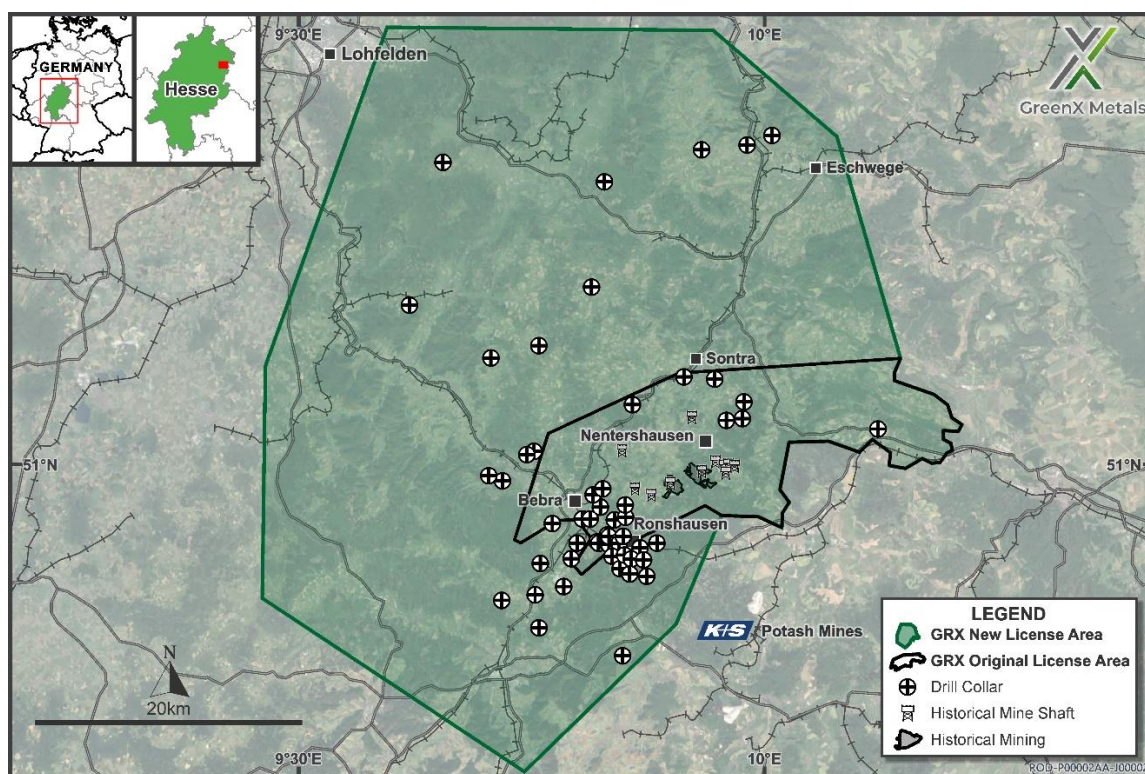 GERMANY
Hesse
9°30'E
10°E
Lohfelden
GreenX Metals
Eschwege
Sontra
Nentershausen
51°N
51°N
Bebra
Ronshausen
K+S Potash Mines
N
20km
9°30'E
10°E
LEGEND
GRX New License Area
GRX Original License Area
Drill Collar
Historical Mine Shaft
Historical Mining